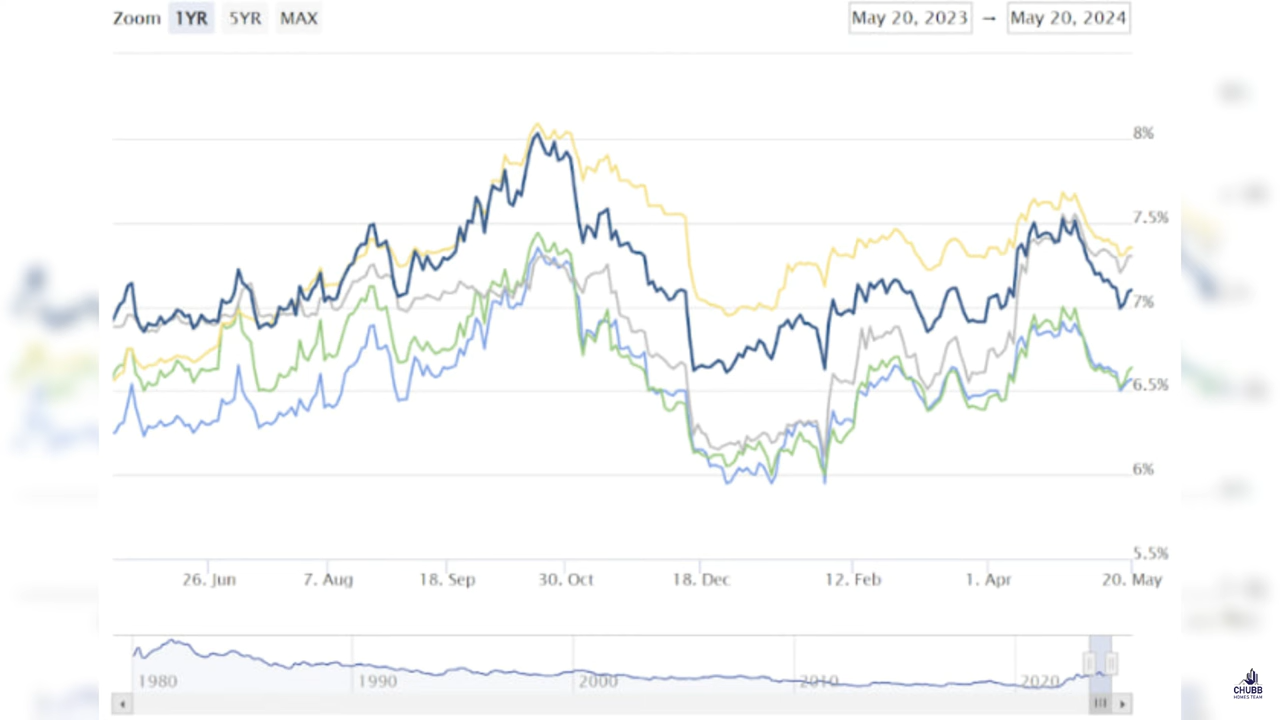 Zoom 1YR 5YR MAX May 20, 2023 → May 20, 2024
8%
7.5%
7%
6.5%
6%
5.5%
26. Jun 7. Aug 18. Sep 30. Oct 18. Dec 12. Feb 1. Apr 20. May
1980 1990 2000 2010 2020
CHUBB
HOMES TEAM